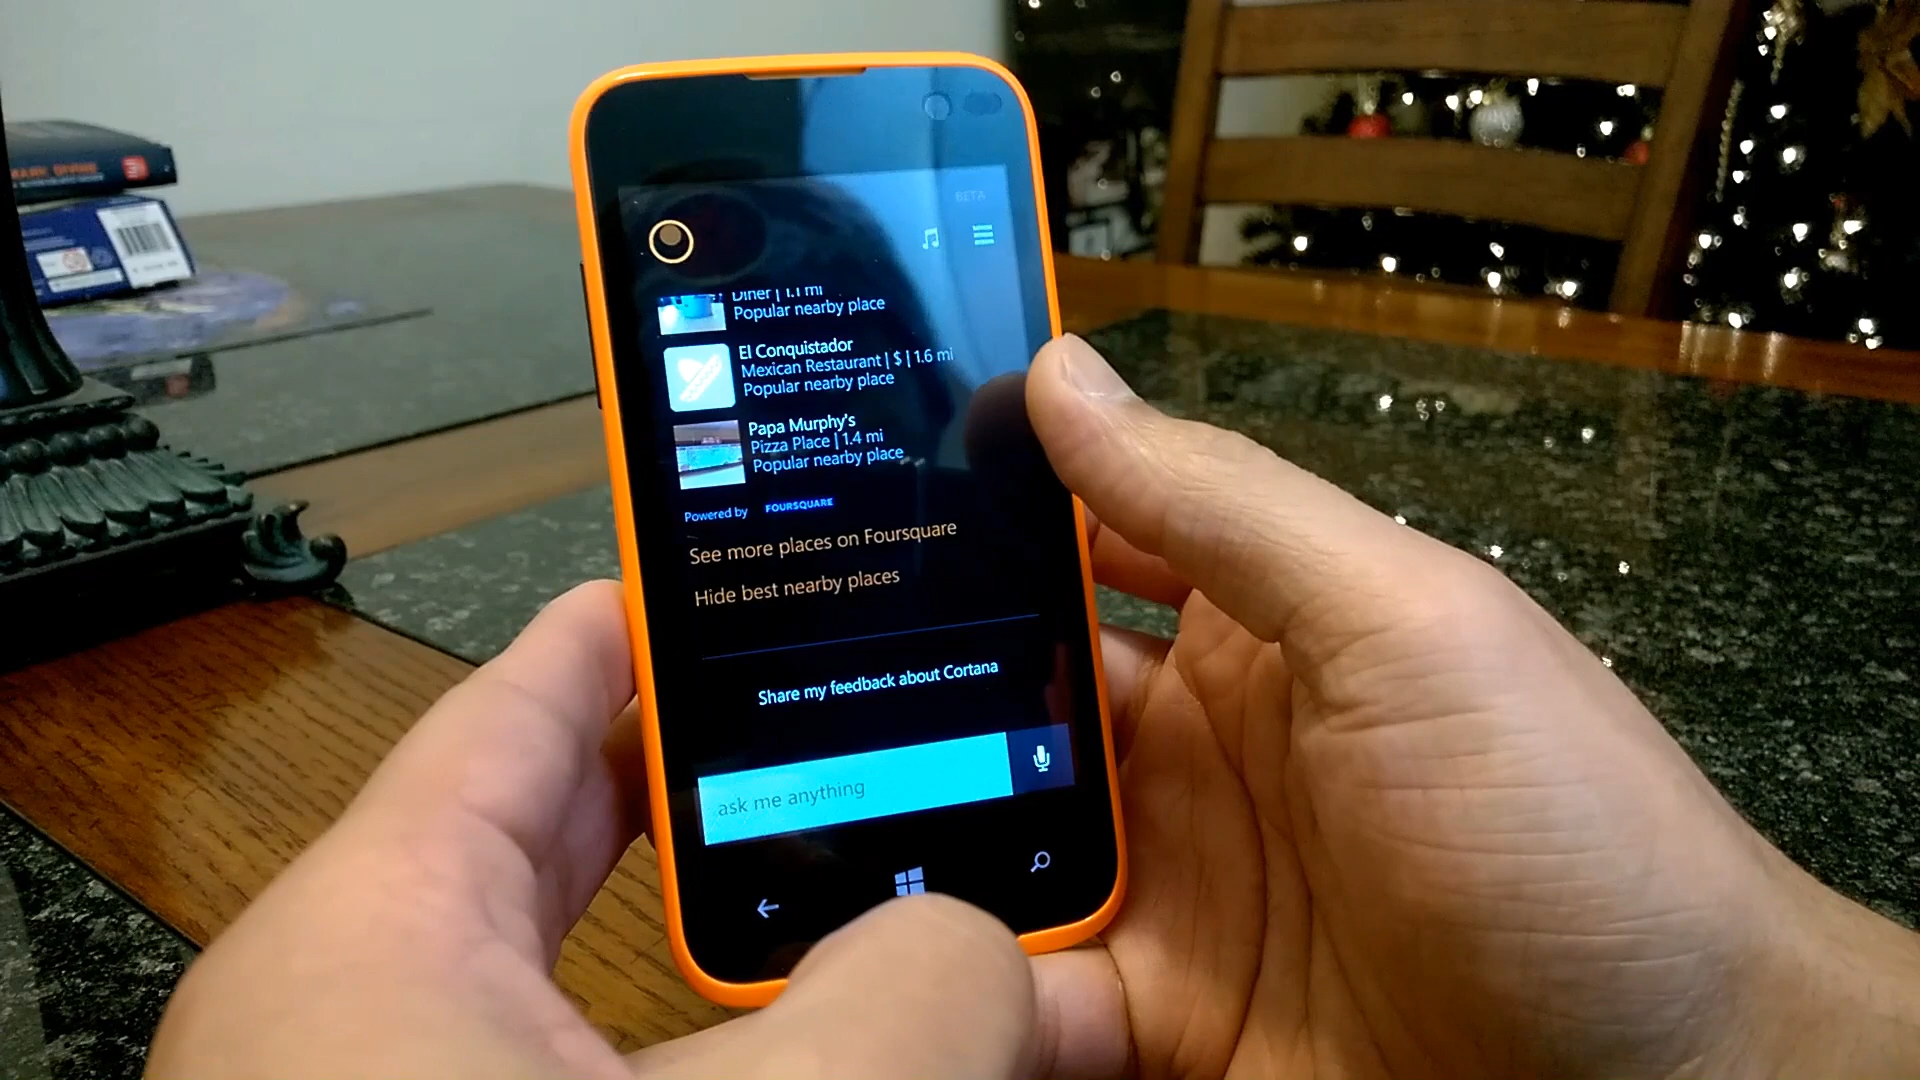 BETA
Diner | 1.1 mi
Popular nearby place
El Conquistador
Mexican Restaurant | $ | 1.6 mi
Popular nearby place
Papa Murphy's
Pizza Place | 1.4 mi
Popular nearby place
Powered by FOURSQUARE
See more places on Foursquare
Hide best nearby places
Share my feedback about Cortana
ask me anything